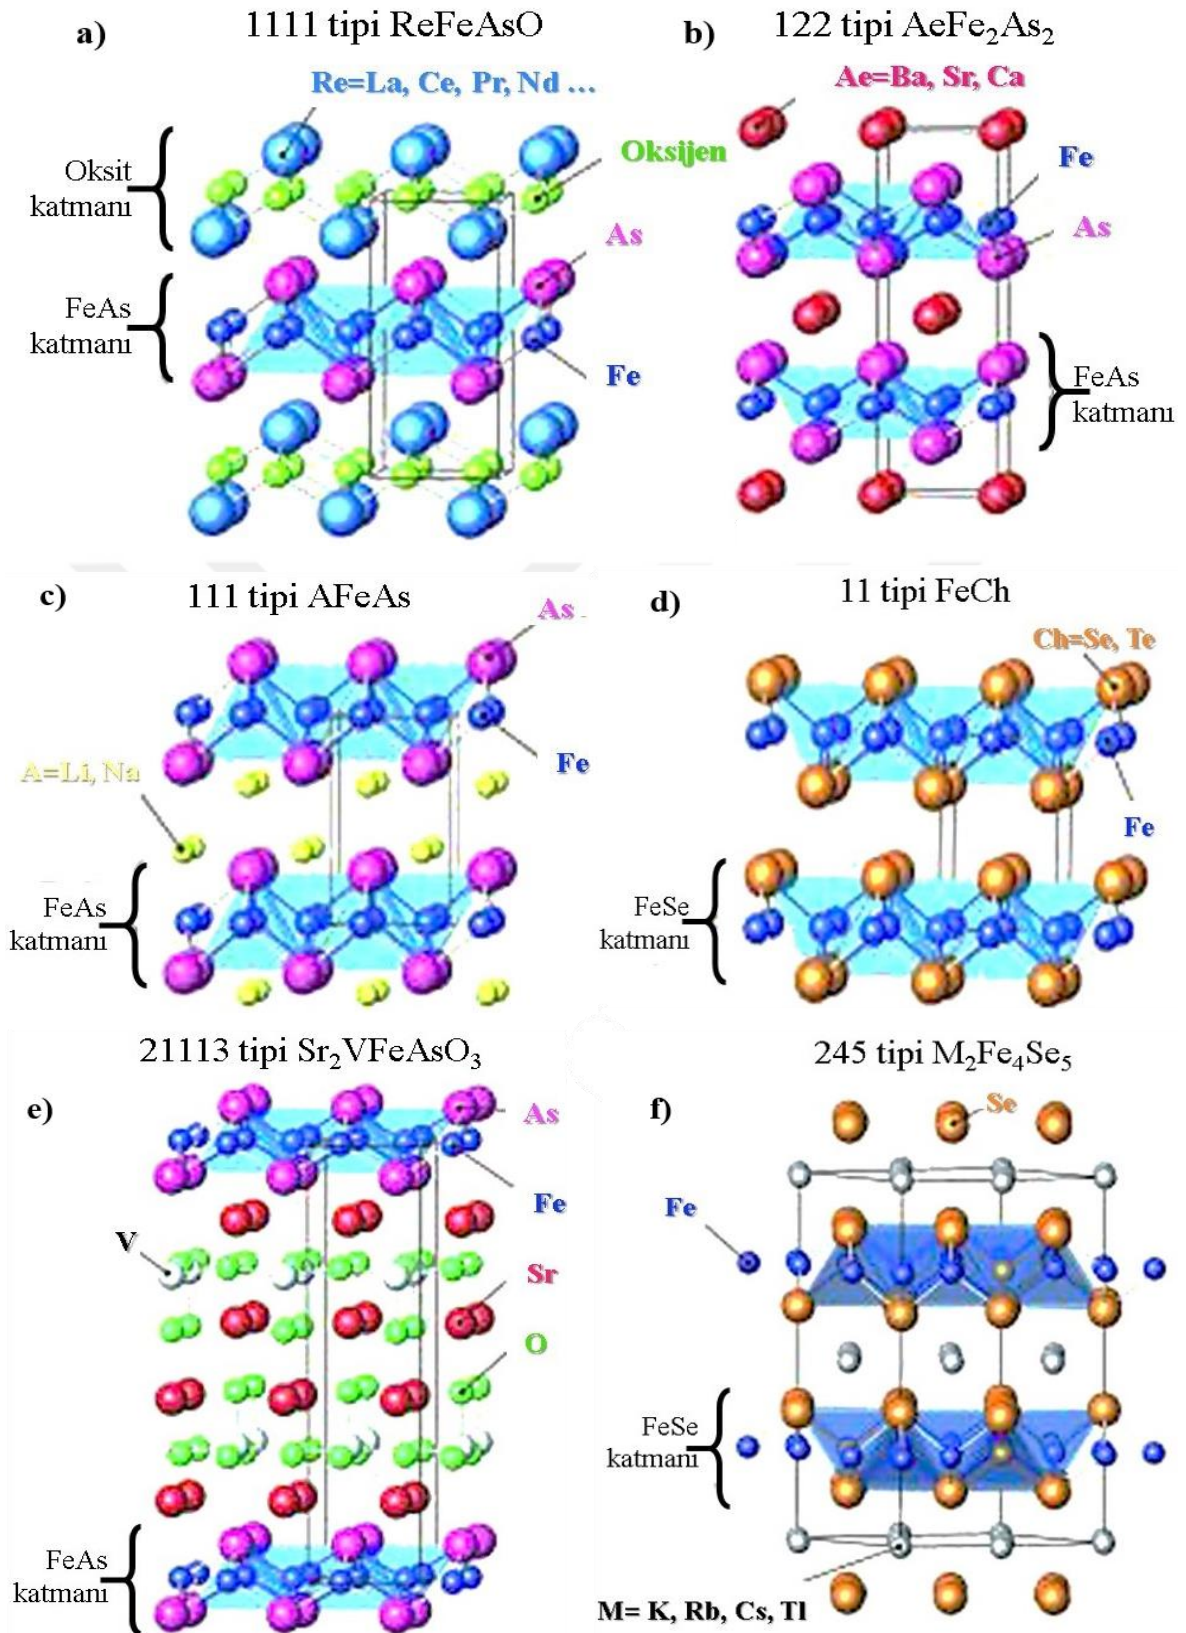 a)
1111 tipi ReFeAsO
Re=La, Ce, Pr, Nd ...
Oksit
katmanı
Oksijen
As
FeAs
katmanı
Fe
b)
122 tipi AeFe₂As₂
Ae=Ba, Sr, Ca
Fe
As
FeAs
katmanı
c)
111 tipi AFeAs
As
Fe
A=Li, Na
FeAs
katmanı
d)
11 tipi FeCh
Ch=Se, Te
Fe
FeSe
katmanı
21113 tipi Sr₂VFeAsO₃
e)
As
Fe
V
Sr
O
FeAs
katmanı
245 tipi M₂Fe₄Se₅
f)
Se
Fe
FeSe
katmanı
M= K, Rb, Cs, Tl